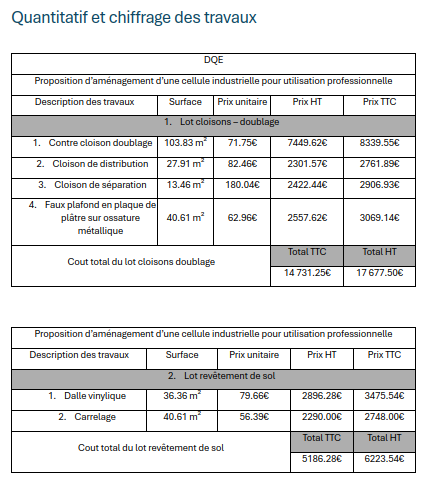 Quantitatif et chiffrage des travaux
DQE
Proposition d'aménagement d'une cellule industrielle pour utilisation professionnelle
Description des travaux Surface Prix unitaire Prix HT Prix TTC
1. Lot cloisons – doublage
1. Contre cloison doublage 103.83 m² 71.75€ 7449.62€ 8339.55€
2. Cloison de distribution 27.91 m² 82.46€ 2301.57€ 2761.89€
3. Cloison de séparation 13.46 m² 180.04€ 2422.44€ 2906.93€
4. Faux plafond en plaque de
plâtre sur ossature
métallique 40.61 m² 62.96€ 2557.62€ 3069.14€
Cout total du lot cloisons doublage Total TTC Total HT
14 731.25€ 17 677.50€
Proposition d'aménagement d'une cellule industrielle pour utilisation professionnelle
Description des travaux Surface Prix unitaire Prix HT Prix TTC
2. Lot revêtement de sol
1. Dalle vinylique 36.36 m² 79.66€ 2896.28€ 3475.54€
2. Carrelage 40.61 m² 56.39€ 2290.00€ 2748.00€
Cout total du lot revêtement de sol Total TTC Total HT
5186.28€ 6223.54€